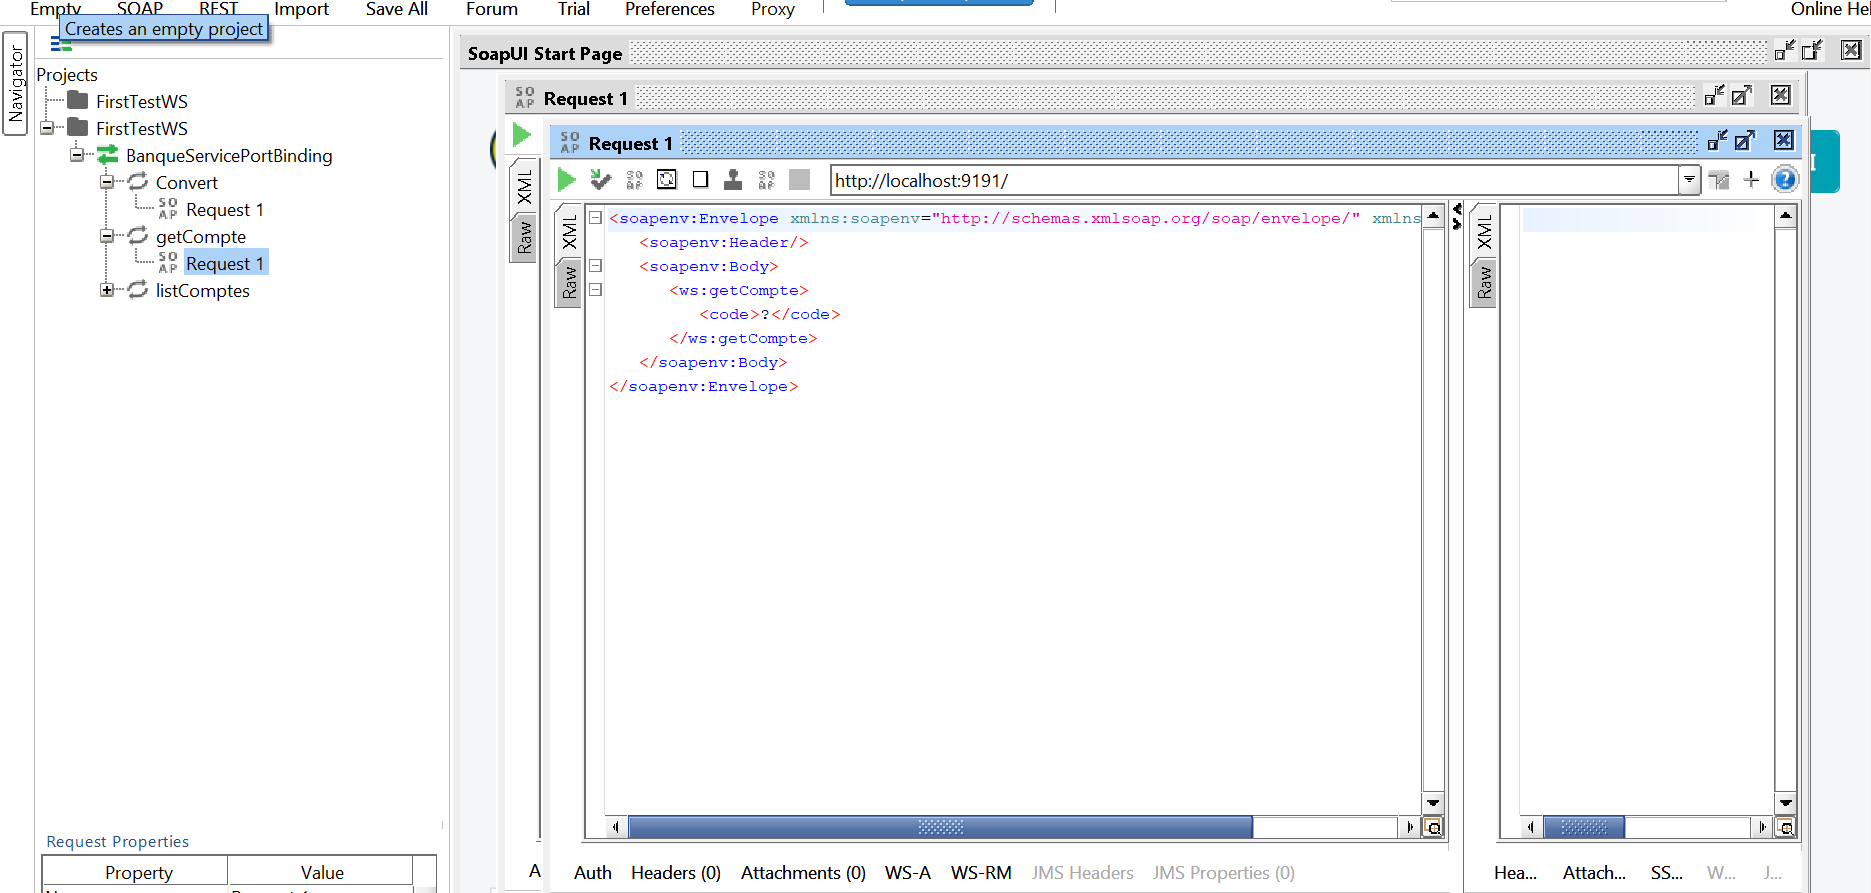 Empty SOAP REST Import Save All Forum Trial Preferences Proxy Online Hel
Creates an empty project
Navigator
Projects
FirstTestWS
FirstTestWS
BanqueServicePortBinding
Convert
SOAP Request 1
getCompte
SOAP Request 1
listComptes
Request Properties
Property Value
SoapUI Start Page
SOAP Request 1
XML
Raw
A
SOAP Request 1
http://localhost:9191/
XML
Raw
<soapenv:Envelope xmlns:soapenv="http://schemas.xmlsoap.org/soap/envelope/" xmlns
<soapenv:Header/>
<soapenv:Body>
<ws:getCompte>
<code>?</code>
</ws:getCompte>
</soapenv:Body>
</soapenv:Envelope>
XML
Raw
Auth Headers (0) Attachments (0) WS-A WS-RM JMS Headers JMS Properties (0)
Hea... Attach... SS... W... J...